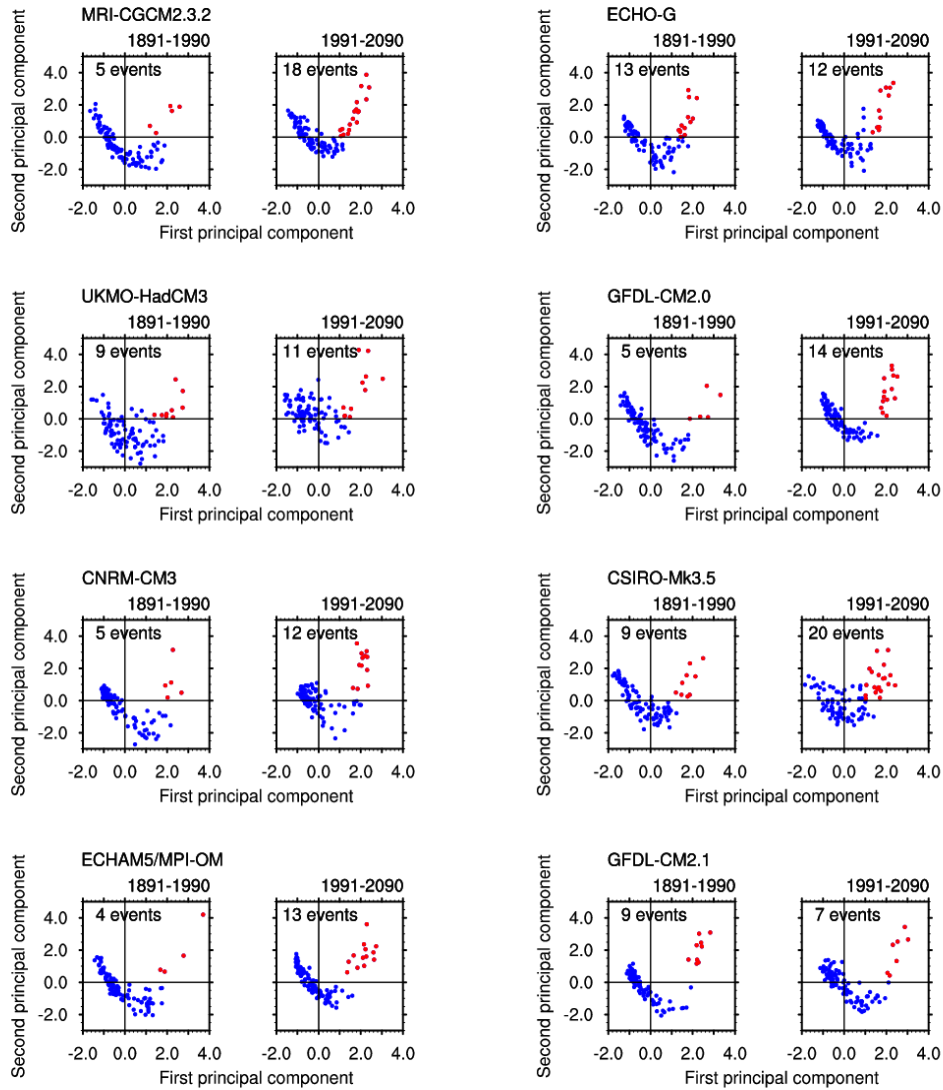 MRI-CGCM2.3.2
1891-1990 1991-2090
5 events 18 events
Second principal component
4.0
2.0
0.0
-2.0
-2.0 0.0 2.0 4.0 -2.0 0.0 2.0 4.0
First principal component
ECHO-G
1891-1990 1991-2090
13 events 12 events
Second principal component
4.0
2.0
0.0
-2.0
-2.0 0.0 2.0 4.0 -2.0 0.0 2.0 4.0
First principal component
UKMO-HadCM3
1891-1990 1991-2090
9 events 11 events
Second principal component
4.0
2.0
0.0
-2.0
-2.0 0.0 2.0 4.0 -2.0 0.0 2.0 4.0
First principal component
GFDL-CM2.0
1891-1990 1991-2090
5 events 14 events
Second principal component
4.0
2.0
0.0
-2.0
-2.0 0.0 2.0 4.0 -2.0 0.0 2.0 4.0
First principal component
CNRM-CM3
1891-1990 1991-2090
5 events 12 events
Second principal component
4.0
2.0
0.0
-2.0
-2.0 0.0 2.0 4.0 -2.0 0.0 2.0 4.0
First principal component
CSIRO-Mk3.5
1891-1990 1991-2090
9 events 20 events
Second principal component
4.0
2.0
0.0
-2.0
-2.0 0.0 2.0 4.0 -2.0 0.0 2.0 4.0
First principal component
ECHAM5/MPI-OM
1891-1990 1991-2090
4 events 13 events
Second principal component
4.0
2.0
0.0
-2.0
-2.0 0.0 2.0 4.0 -2.0 0.0 2.0 4.0
First principal component
GFDL-CM2.1
1891-1990 1991-2090
9 events 7 events
Second principal component
4.0
2.0
0.0
-2.0
-2.0 0.0 2.0 4.0 -2.0 0.0 2.0 4.0
First principal component